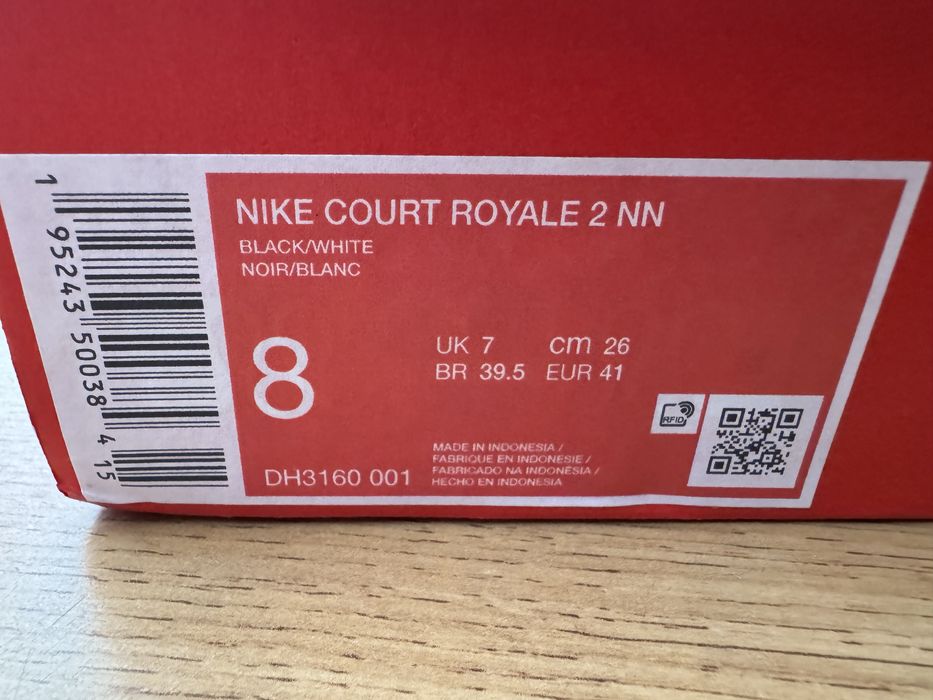 NIKE COURT ROYALE 2 NN
BLACK/WHITE
NOIR/BLANC
8
UK 7 cm 26
BR 39.5 EUR 41
RFID
MADE IN INDONESIA /
FABRIQUE EN INDONESIE /
FABRICADO NA INDONÉSIA /
HECHO EN INDONESIA
DH3160 001
1 95243 50038 4 15